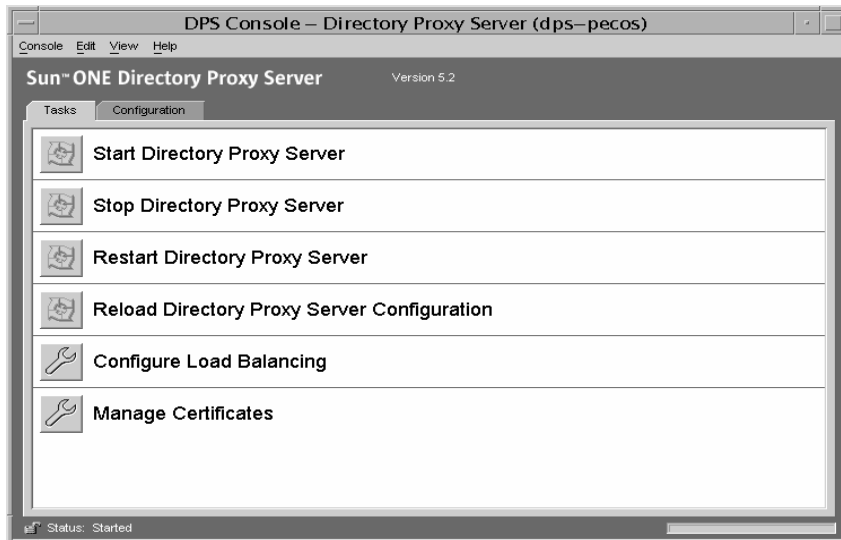 DPS Console – Directory Proxy Server (dps–pecos)
Console Edit View Help
Sun™ ONE Directory Proxy Server Version 5.2
Tasks Configuration
Start Directory Proxy Server
Stop Directory Proxy Server
Restart Directory Proxy Server
Reload Directory Proxy Server Configuration
Configure Load Balancing
Manage Certificates
Status: Started